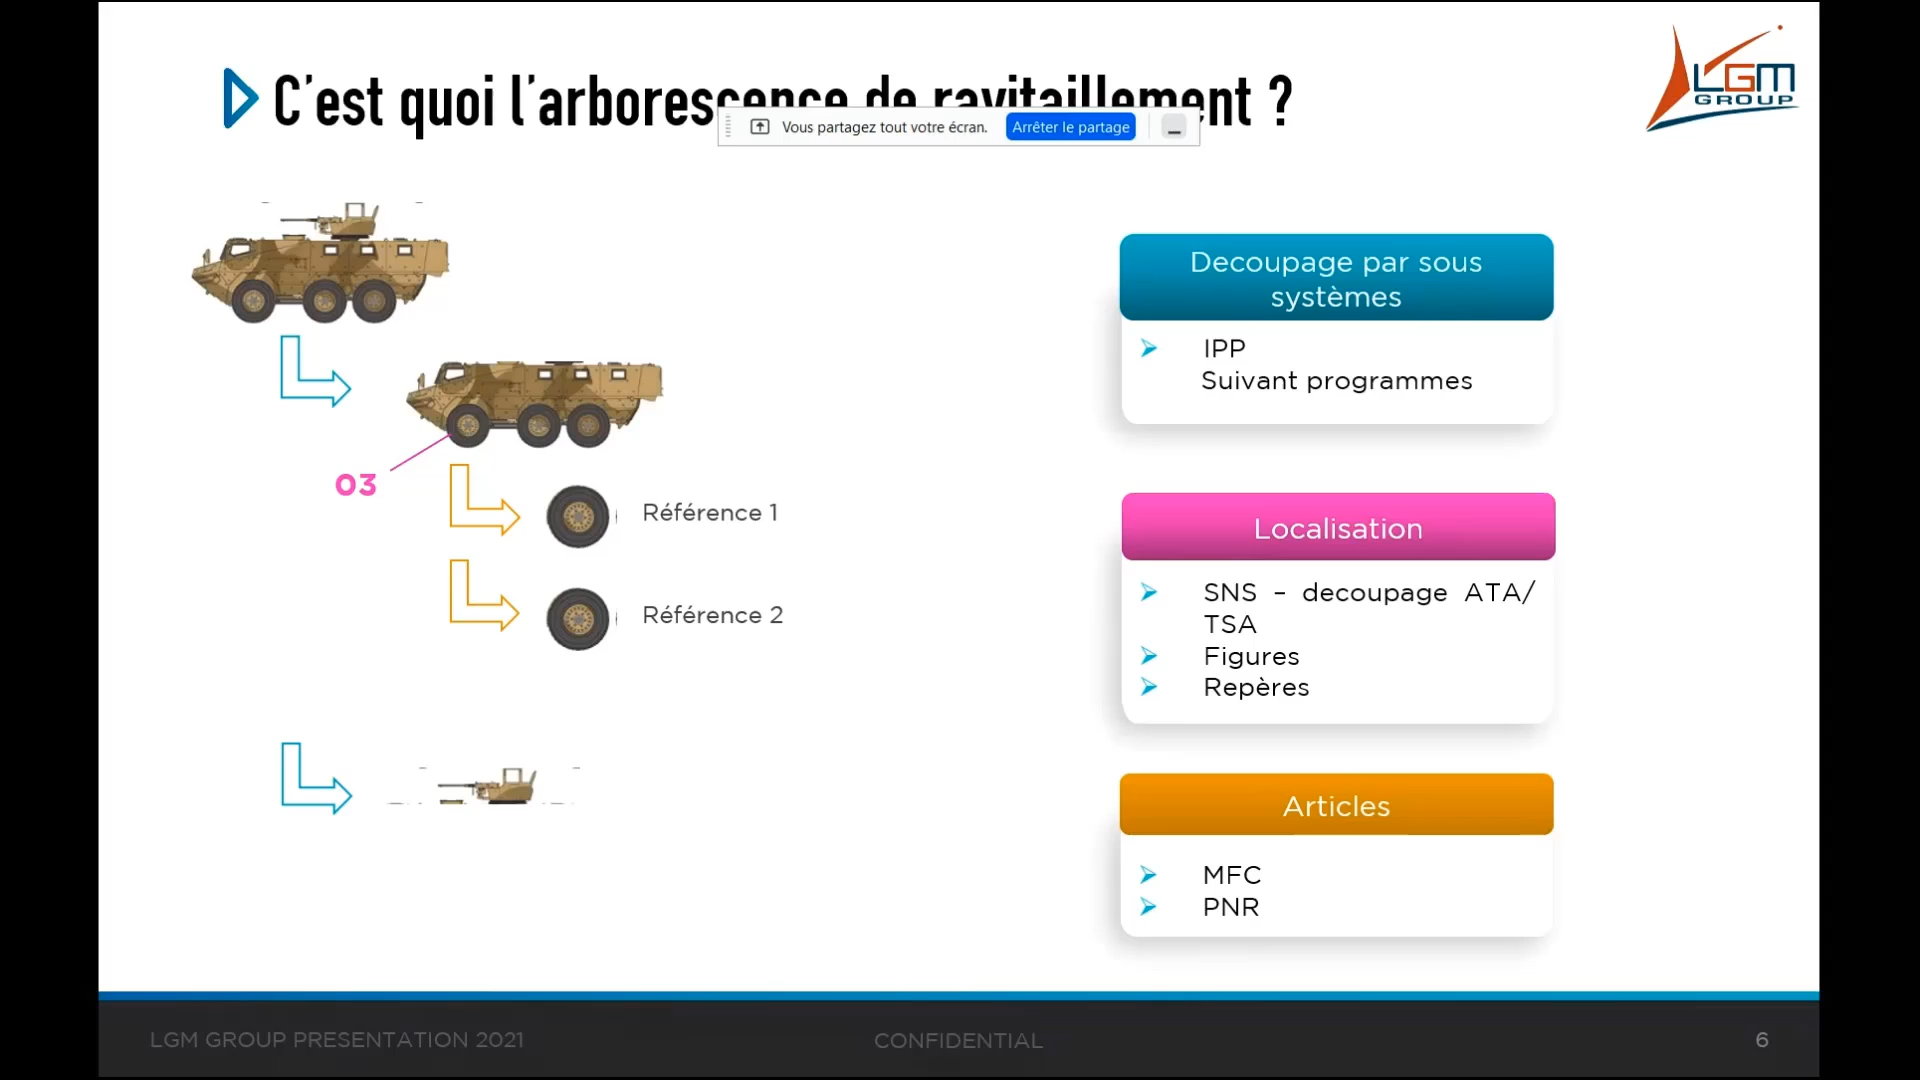 C'est quoi l'arborescence de ravitaillement ?
LGM
GROUP
Vous partagez tout votre écran.
Arrêter le partage
Decoupage par sous
systèmes
IPP
Suivant programmes
03
Référence 1
Référence 2
Localisation
SNS – decoupage ATA/
TSA
Figures
Repères
Articles
MFC
PNR
LGM GROUP PRESENTATION 2021
CONFIDENTIAL
6